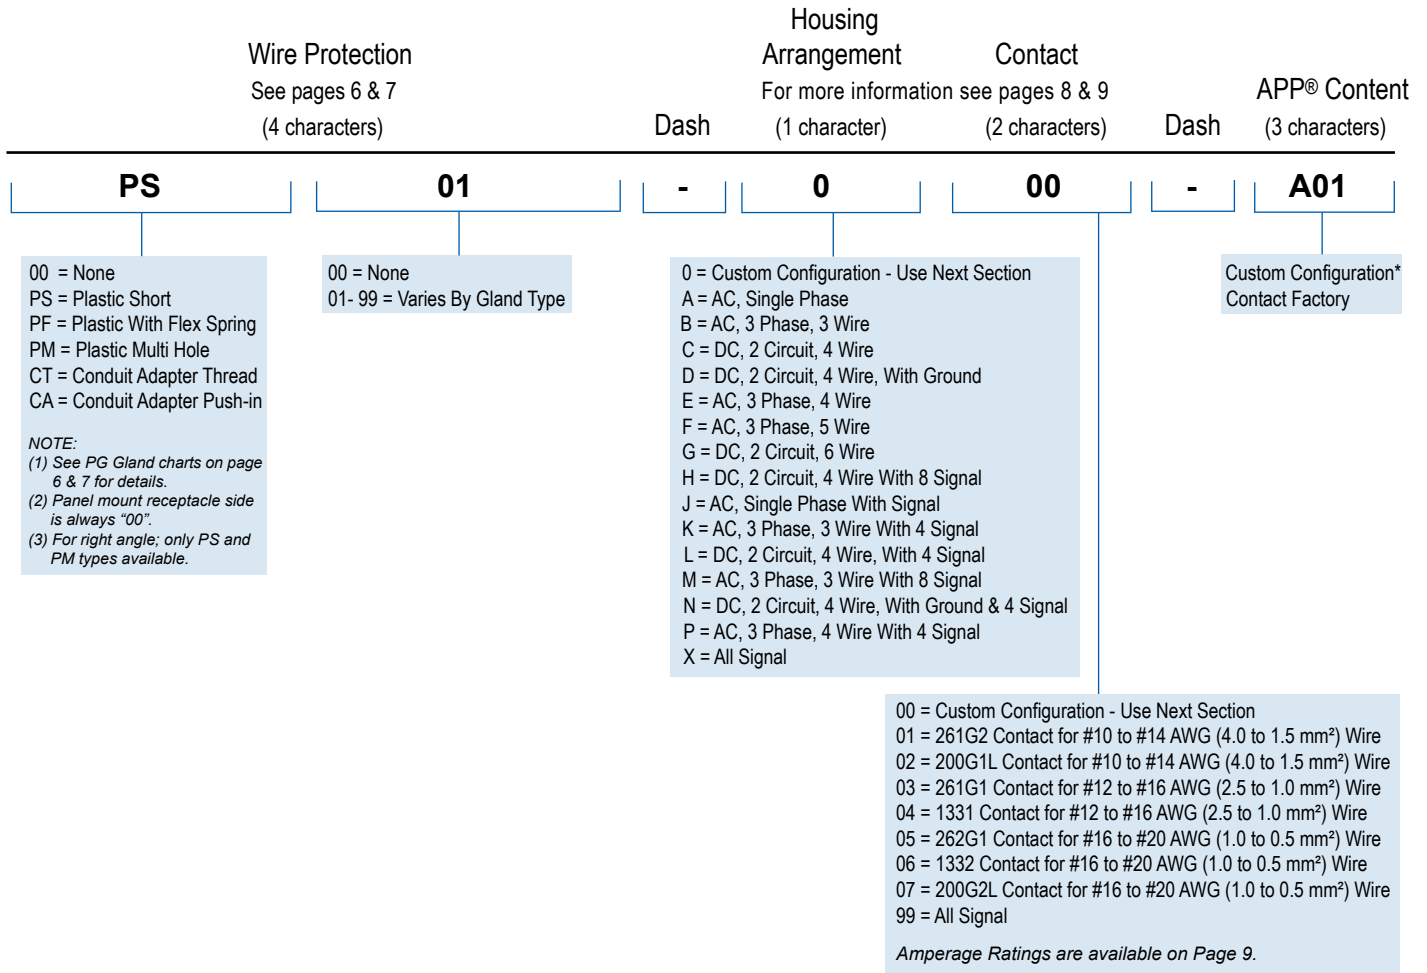 Wire Protection
See pages 6 & 7
(4 characters)
Dash
Housing
Arrangement
Contact
For more information see pages 8 & 9
(1 character)
(2 characters)
Dash
APP® Content
(3 characters)
PS
01
-
0
00
-
A01
00 = None
PS = Plastic Short
PF = Plastic With Flex Spring
PM = Plastic Multi Hole
CT = Conduit Adapter Thread
CA = Conduit Adapter Push-in
NOTE:
(1) See PG Gland charts on page
6 & 7 for details.
(2) Panel mount receptacle side
is always “00”.
(3) For right angle; only PS and
PM types available.
00 = None
01- 99 = Varies By Gland Type
0 = Custom Configuration - Use Next Section
A = AC, Single Phase
B = AC, 3 Phase, 3 Wire
C = DC, 2 Circuit, 4 Wire
D = DC, 2 Circuit, 4 Wire, With Ground
E = AC, 3 Phase, 4 Wire
F = AC, 3 Phase, 5 Wire
G = DC, 2 Circuit, 6 Wire
H = DC, 2 Circuit, 4 Wire With 8 Signal
J = AC, Single Phase With Signal
K = AC, 3 Phase, 3 Wire With 4 Signal
L = DC, 2 Circuit, 4 Wire, With 4 Signal
M = AC, 3 Phase, 3 Wire With 8 Signal
N = DC, 2 Circuit, 4 Wire, With Ground & 4 Signal
P = AC, 3 Phase, 4 Wire With 4 Signal
X = All Signal
Custom Configuration*
Contact Factory
00 = Custom Configuration - Use Next Section
01 = 261G2 Contact for #10 to #14 AWG (4.0 to 1.5 mm²) Wire
02 = 200G1L Contact for #10 to #14 AWG (4.0 to 1.5 mm²) Wire
03 = 261G1 Contact for #12 to #16 AWG (2.5 to 1.0 mm²) Wire
04 = 1331 Contact for #12 to #16 AWG (2.5 to 1.0 mm²) Wire
05 = 262G1 Contact for #16 to #20 AWG (1.0 to 0.5 mm²) Wire
06 = 1332 Contact for #16 to #20 AWG (1.0 to 0.5 mm²) Wire
07 = 200G2L Contact for #16 to #20 AWG (1.0 to 0.5 mm²) Wire
99 = All Signal
Amperage Ratings are available on Page 9.